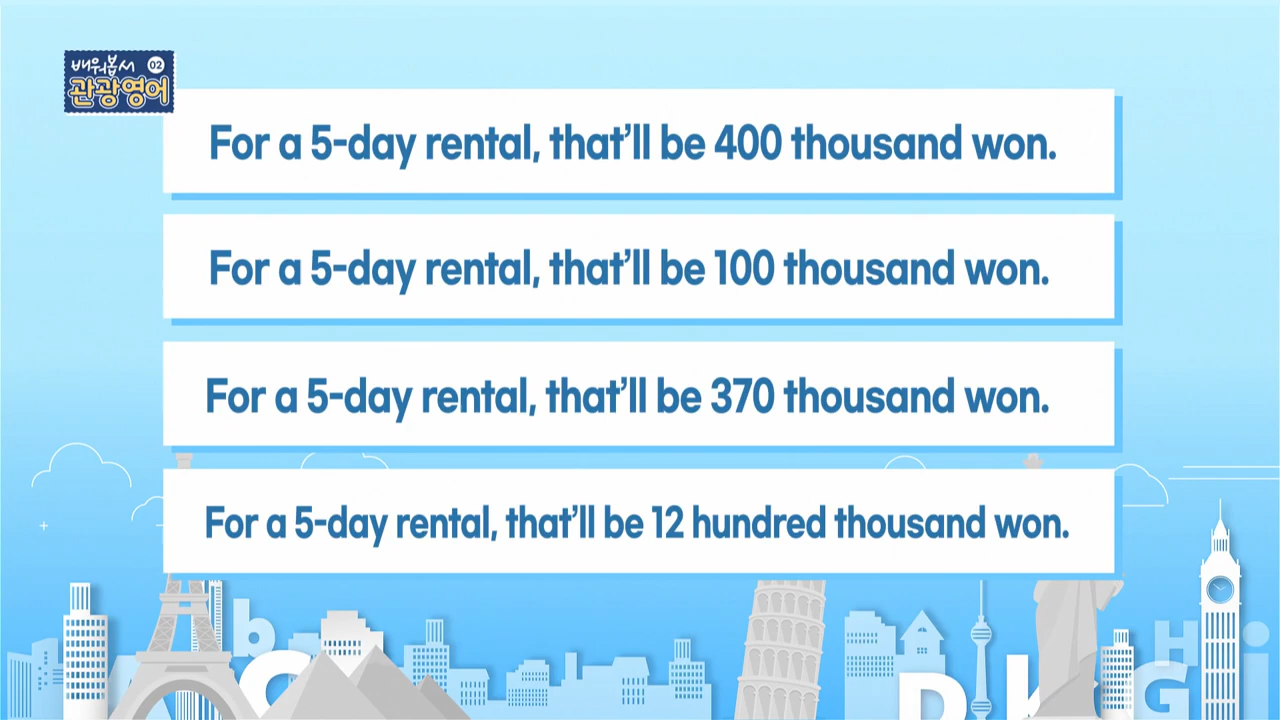 배워봅서 02
관광영어
For a 5-day rental, that’ll be 400 thousand won.
For a 5-day rental, that’ll be 100 thousand won.
For a 5-day rental, that’ll be 370 thousand won.
For a 5-day rental, that’ll be 12 hundred thousand won.
b
H
G
i